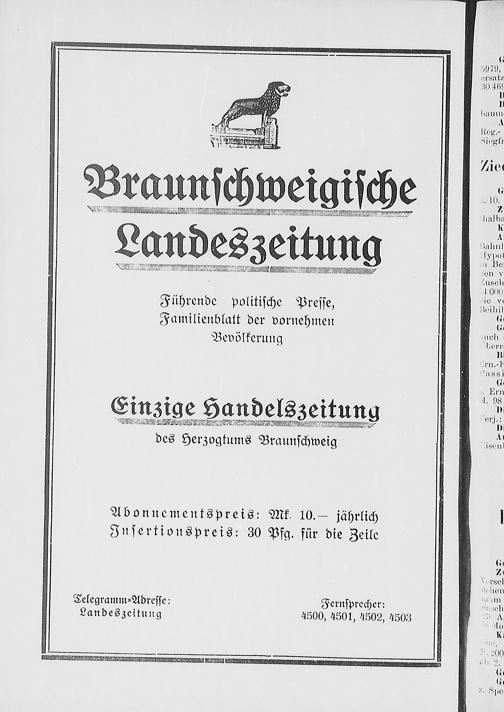 Braunschweigische
Landeszeitung
Führende politische Presse,
Familienblatt der vornehmen
Bevölkerung
Einzige Handelszeitung
des Herzogtums Braunschweig
Abonnementspreis: Mk. 10.— jährlich
Insertionspreis: 30 Pfg. für die Zeile
Telegramm-Adresse:
Landeszeitung
Fernsprecher:
4500, 4501, 4502, 4503